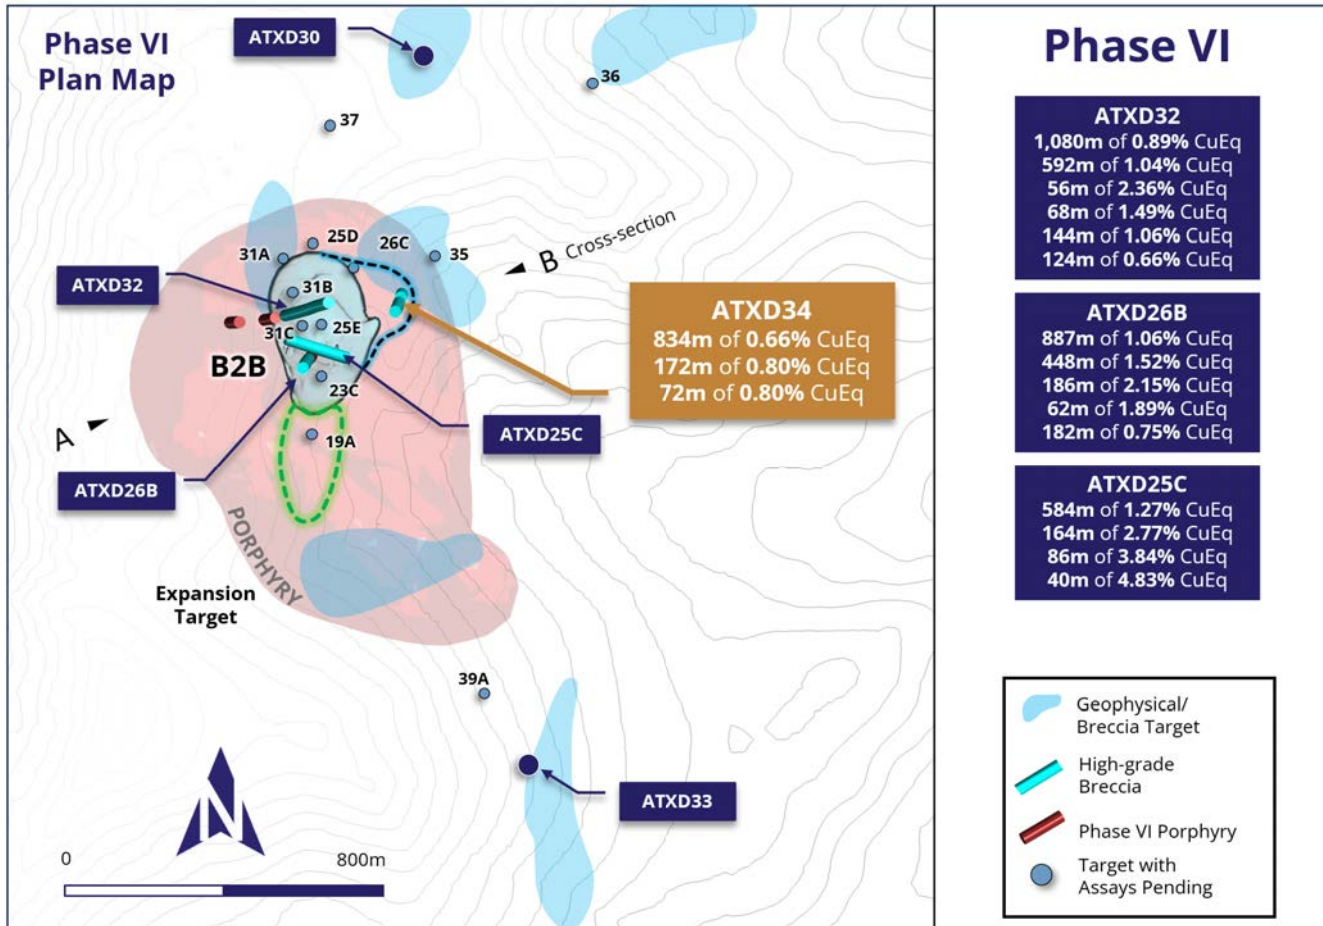 Phase VI
Plan Map
ATXD30
36
37
25D
26C
31A
35
B Cross-section
ATXD32
31B
31C
25E
B2B
23C
A
ATXD26B
19A
ATXD25C
ATXD34
834m of 0.66% CuEq
172m of 0.80% CuEq
72m of 0.80% CuEq
PORPHYRY
Expansion
Target
39A
ATXD33
N
0 800m
Phase VI
ATXD32
1,080m of 0.89% CuEq
592m of 1.04% CuEq
56m of 2.36% CuEq
68m of 1.49% CuEq
144m of 1.06% CuEq
124m of 0.66% CuEq
ATXD26B
887m of 1.06% CuEq
448m of 1.52% CuEq
186m of 2.15% CuEq
62m of 1.89% CuEq
182m of 0.75% CuEq
ATXD25C
584m of 1.27% CuEq
164m of 2.77% CuEq
86m of 3.84% CuEq
40m of 4.83% CuEq
Geophysical/
Breccia Target
High-grade
Breccia
Phase VI Porphyry
Target with
Assays Pending